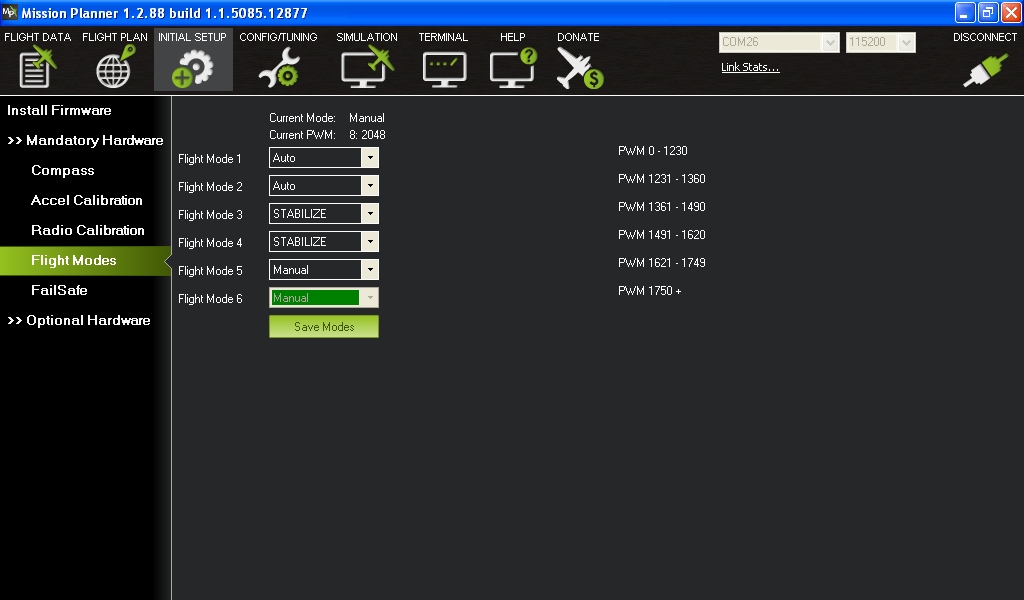 Mission Planner 1.2.88 build 1.1.5085.12877
FLIGHT DATA FLIGHT PLAN INITIAL SETUP CONFIG/TUNING SIMULATION TERMINAL HELP DONATE COM26 115200 DISCONNECT
Link Stats...
Install Firmware
>> Mandatory Hardware
Compass
Accel Calibration
Radio Calibration
Flight Modes
FailSafe
>> Optional Hardware
Current Mode: Manual
Current PWM: 8: 2048
Flight Mode 1 Auto PWM 0 - 1230
Flight Mode 2 Auto PWM 1231 - 1360
Flight Mode 3 STABILIZE PWM 1361 - 1490
Flight Mode 4 STABILIZE PWM 1491 - 1620
Flight Mode 5 Manual PWM 1621 - 1749
Flight Mode 6 Manual PWM 1750 +
Save Modes